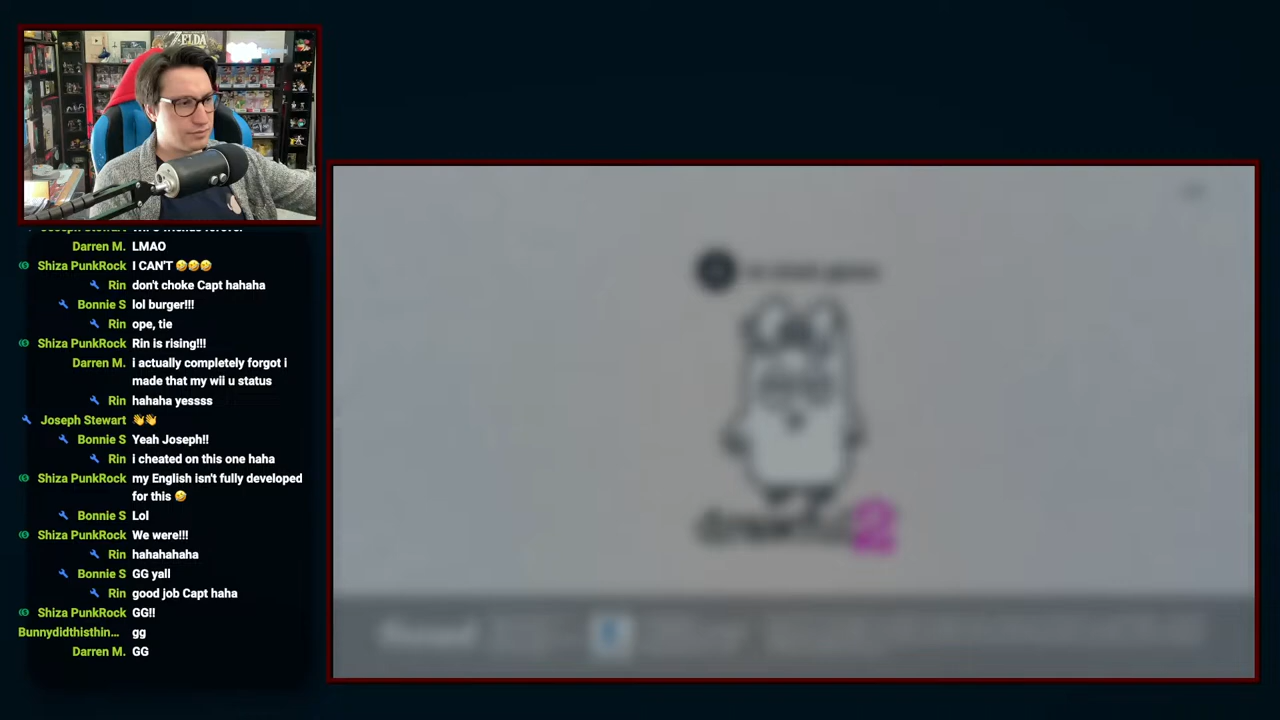 ZELDA
Darren M. LMAO
Shiza PunkRock I CAN'T 🤣🤣🤣
Rin don't choke Capt hahaha
Bonnie S lol burger!!!
Rin ope, tie
Shiza PunkRock Rin is rising!!!
Darren M. i actually completely forgot i
made that my wii u status
Rin hahaha yessss
Joseph Stewart 👋👋
Bonnie S Yeah Joseph!!
Rin i cheated on this one haha
Shiza PunkRock my English isn't fully developed
for this 🤣
Bonnie S Lol
Shiza PunkRock We were!!!
Rin hahahahaha
Bonnie S GG yall
Rin good job Capt haha
Shiza PunkRock GG!!
Bunnydidthisthin... gg
Darren M. GG
drawful 2